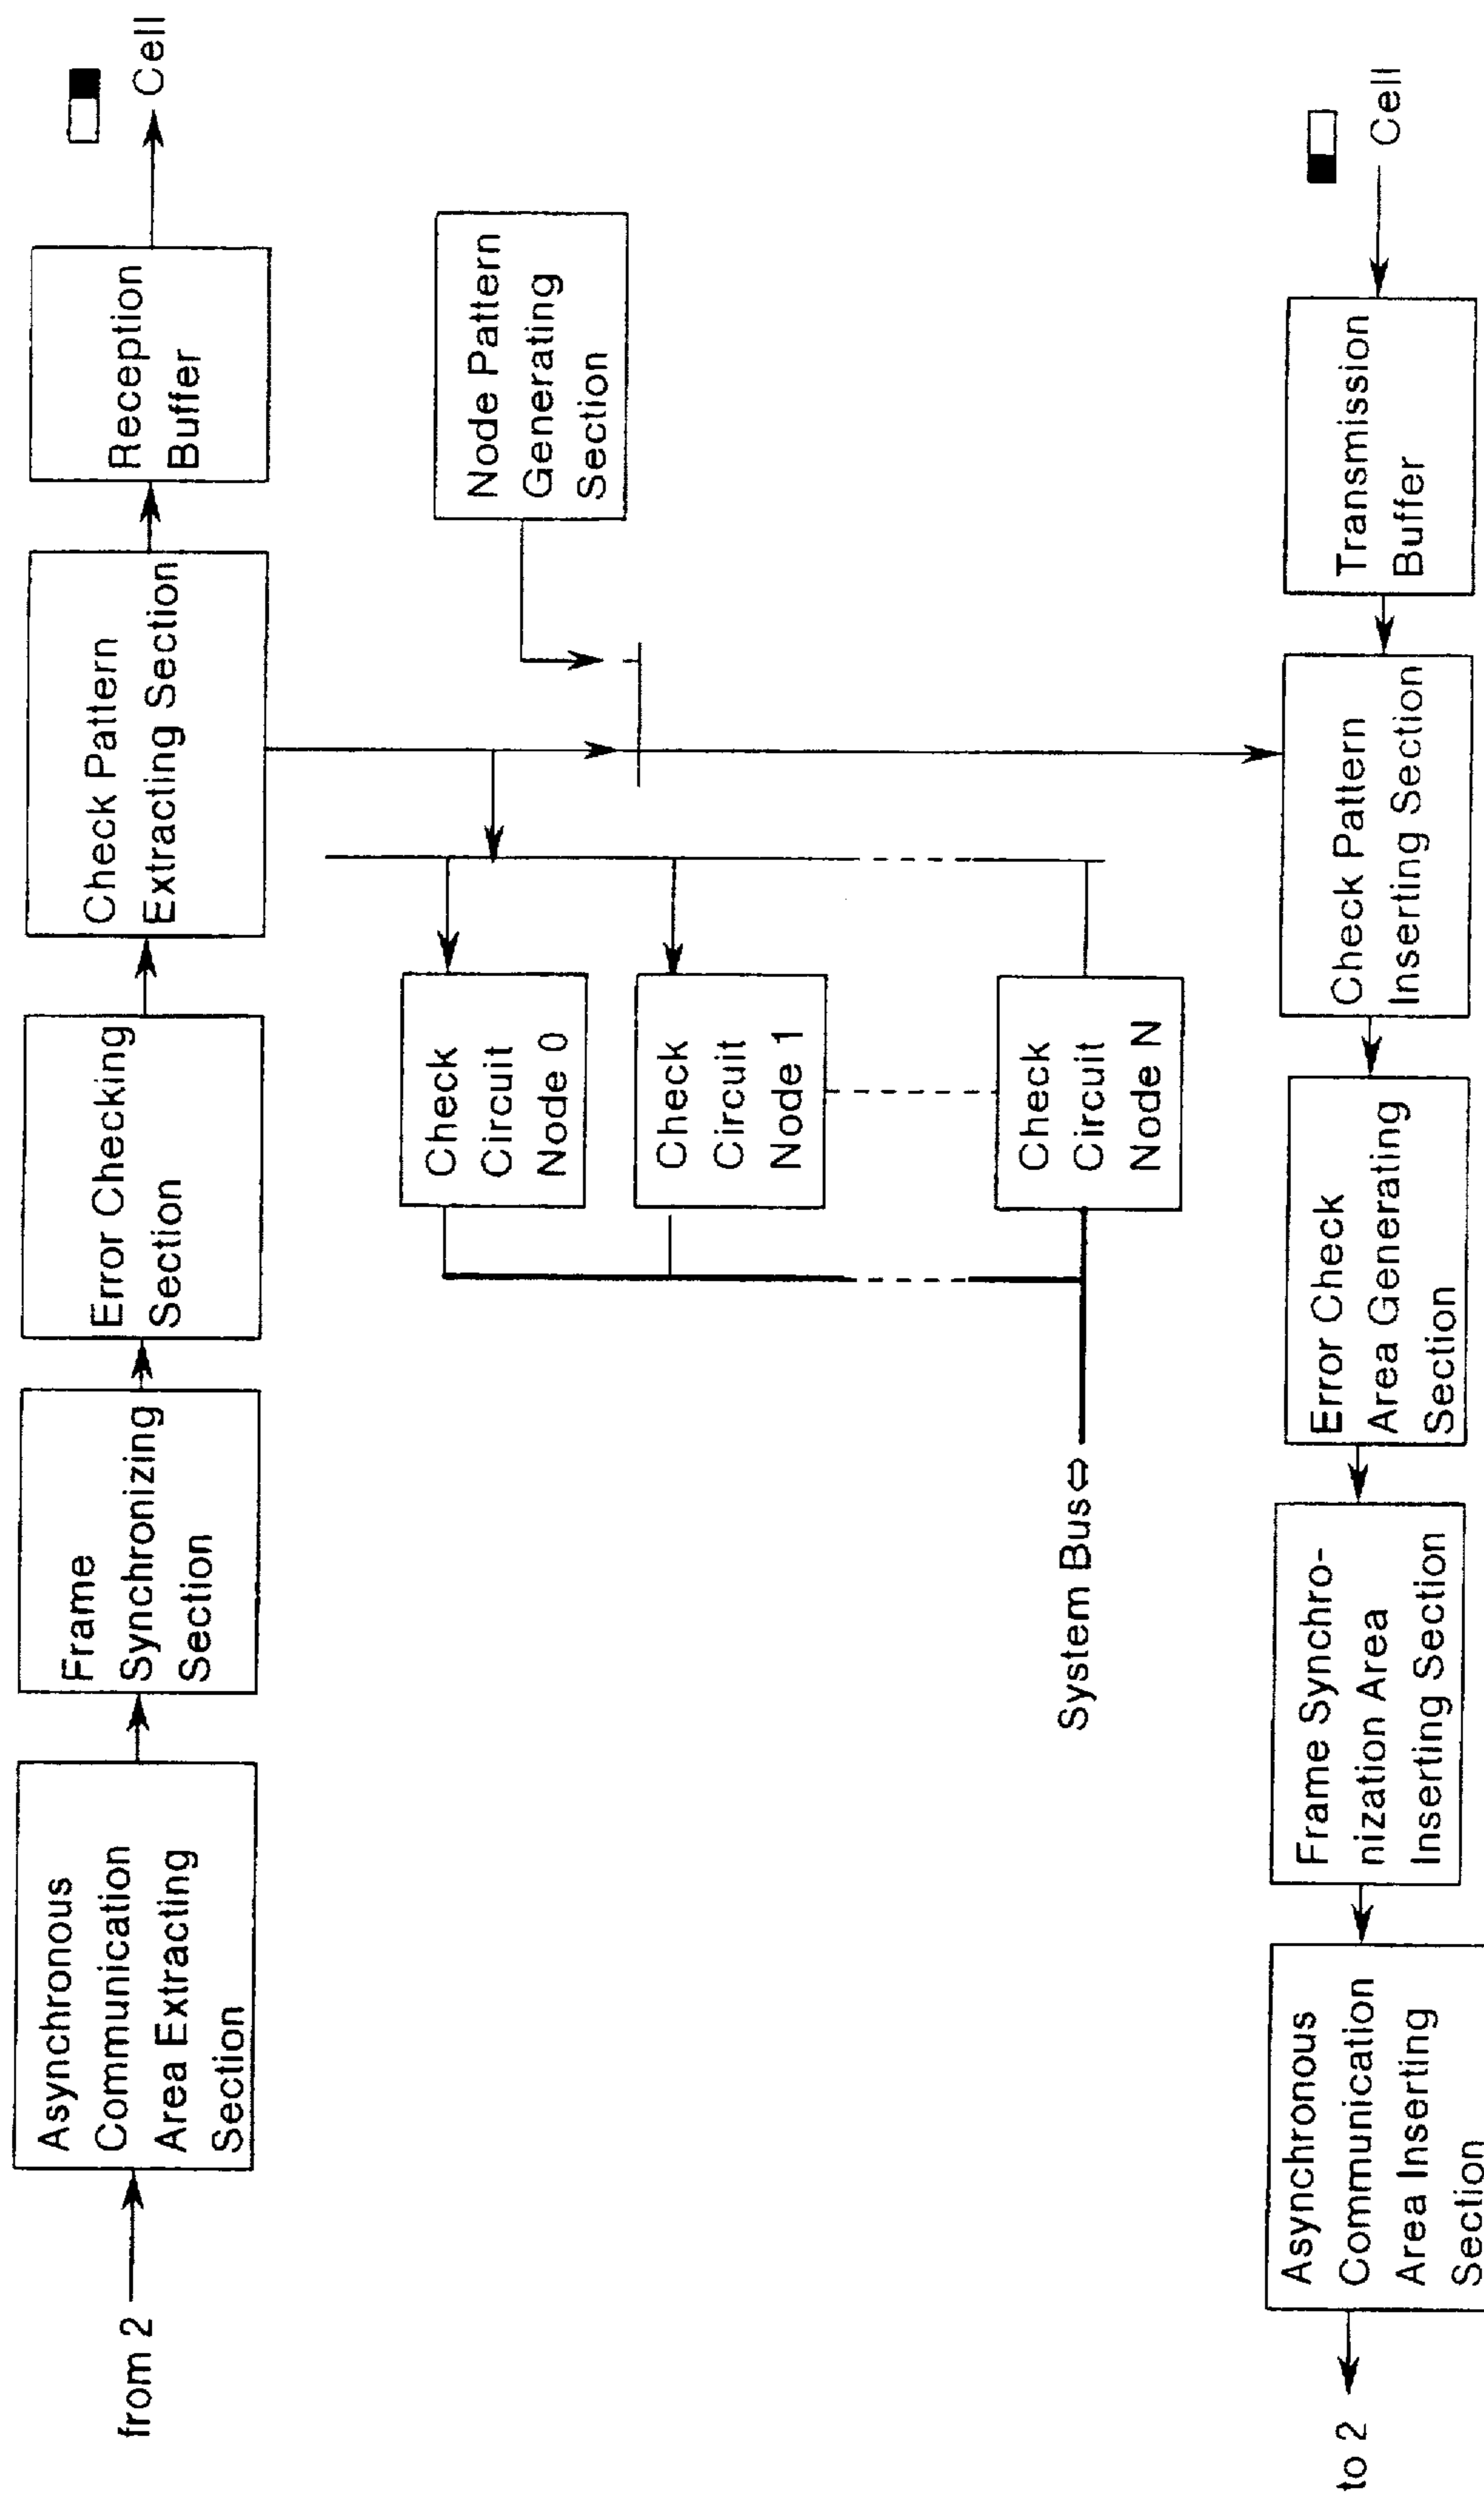 from 2
Asynchronous
Communication
Area Extracting
Section
Frame
Synchronizing
Section
Error Checking
Section
Check Pattern
Extracting Section
Reception
Buffer
Cell
Node Pattern
Generating
Section
Check
Circuit
Node 0
Check
Circuit
Node 1
Check
Circuit
Node N
System Bus⇔
to 2
Asynchronous
Communication
Area Inserting
Section
Frame Synchro-
nization Area
Inserting Section
Error Check
Area Generating
Section
Check Pattern
Inserting Section
Transmission
Buffer
Cell